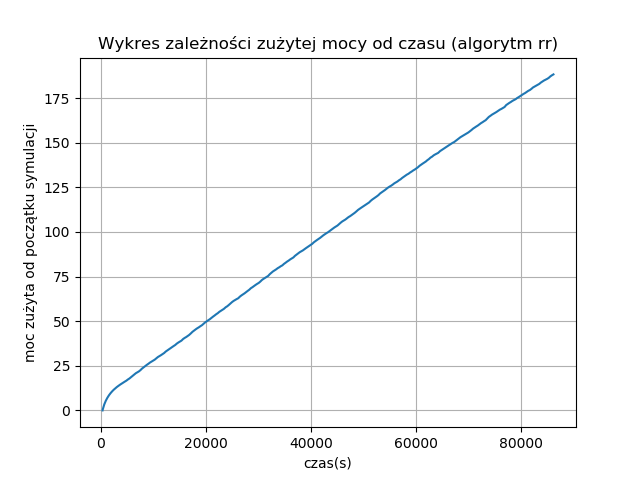 Wykres zależności zużytej mocy od czasu (algorytm rr)
moc zużyta od początku symulacji
175
150
125
100
75
50
25
0
0 20000 40000 60000 80000
czas(s)